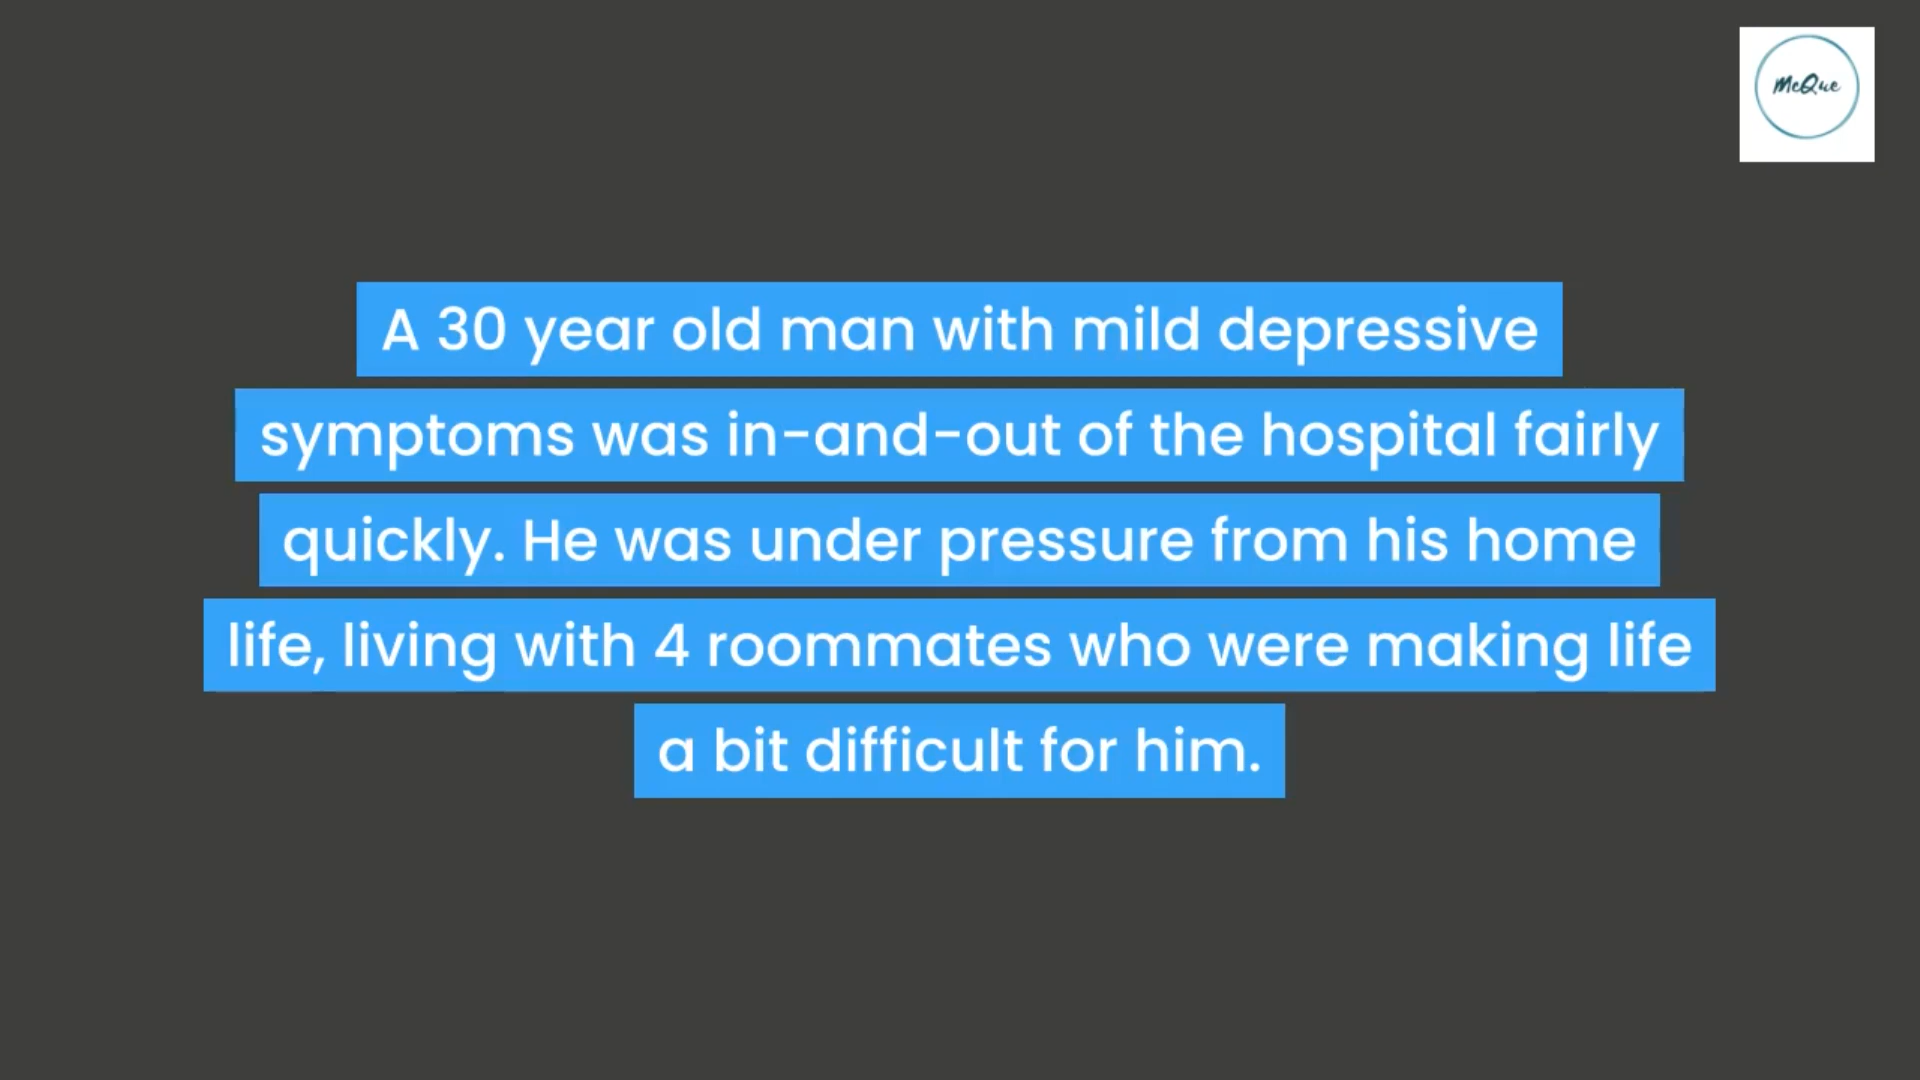 McQue
A 30 year old man with mild depressive
symptoms was in-and-out of the hospital fairly
quickly. He was under pressure from his home
life, living with 4 roommates who were making life
a bit difficult for him.